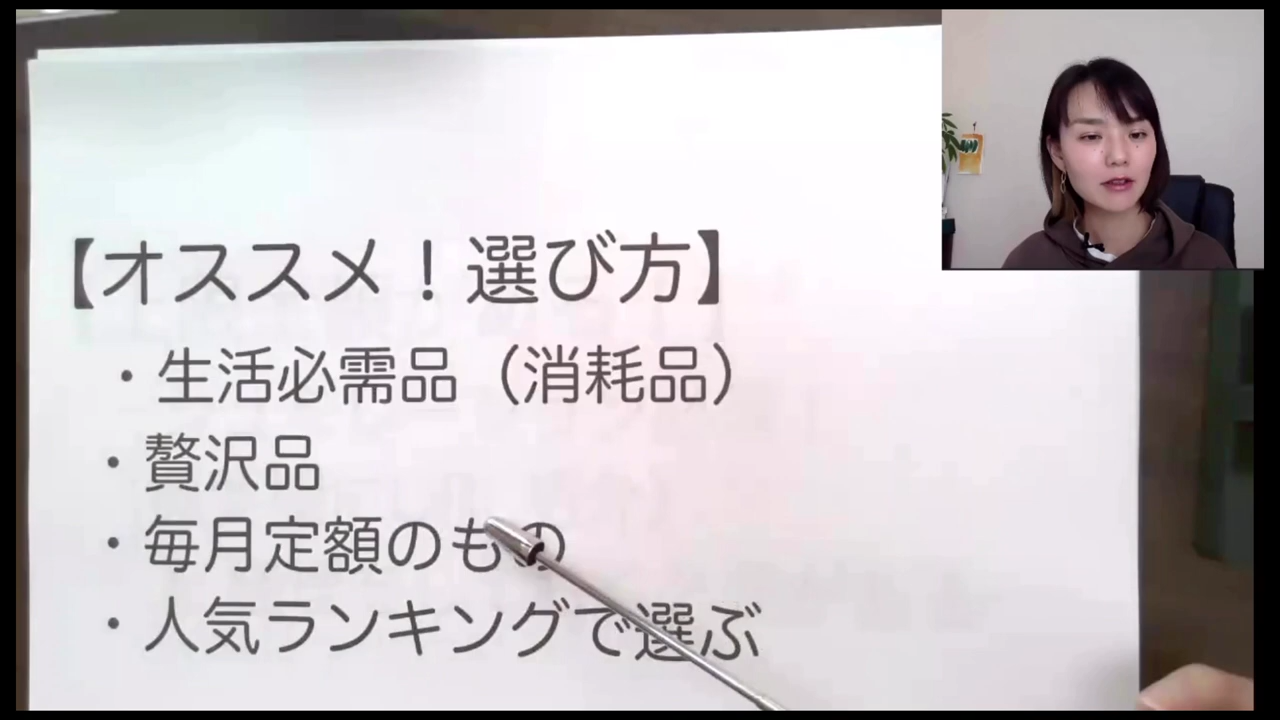 【オススメ！選び方】
・生活必需品（消耗品）
・贅沢品
・毎月定額のもの
・人気ランキングで選ぶ